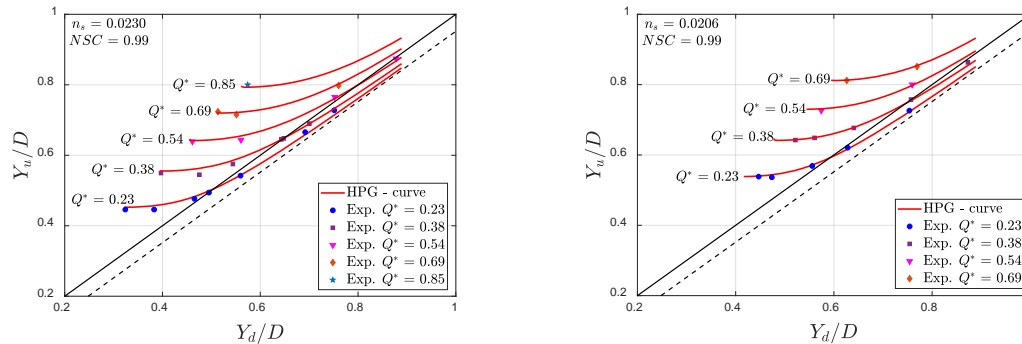 n_s = 0.0230
NSC = 0.99
Q* = 0.85
Q* = 0.69
Q* = 0.54
Q* = 0.38
Q* = 0.23
HPG - curve
Exp. Q* = 0.23
Exp. Q* = 0.38
Exp. Q* = 0.54
Exp. Q* = 0.69
Exp. Q* = 0.85
1
0.8
0.6
0.4
0.2
0.2
0.4
0.6
0.8
1
Y_u/D
Y_d/D
n_s = 0.0206
NSC = 0.99
Q* = 0.69
Q* = 0.54
Q* = 0.38
Q* = 0.23
HPG - curve
Exp. Q* = 0.23
Exp. Q* = 0.38
Exp. Q* = 0.54
Exp. Q* = 0.69
1
0.8
0.6
0.4
0.2
0.2
0.4
0.6
0.8
Y_u/D
Y_d/D